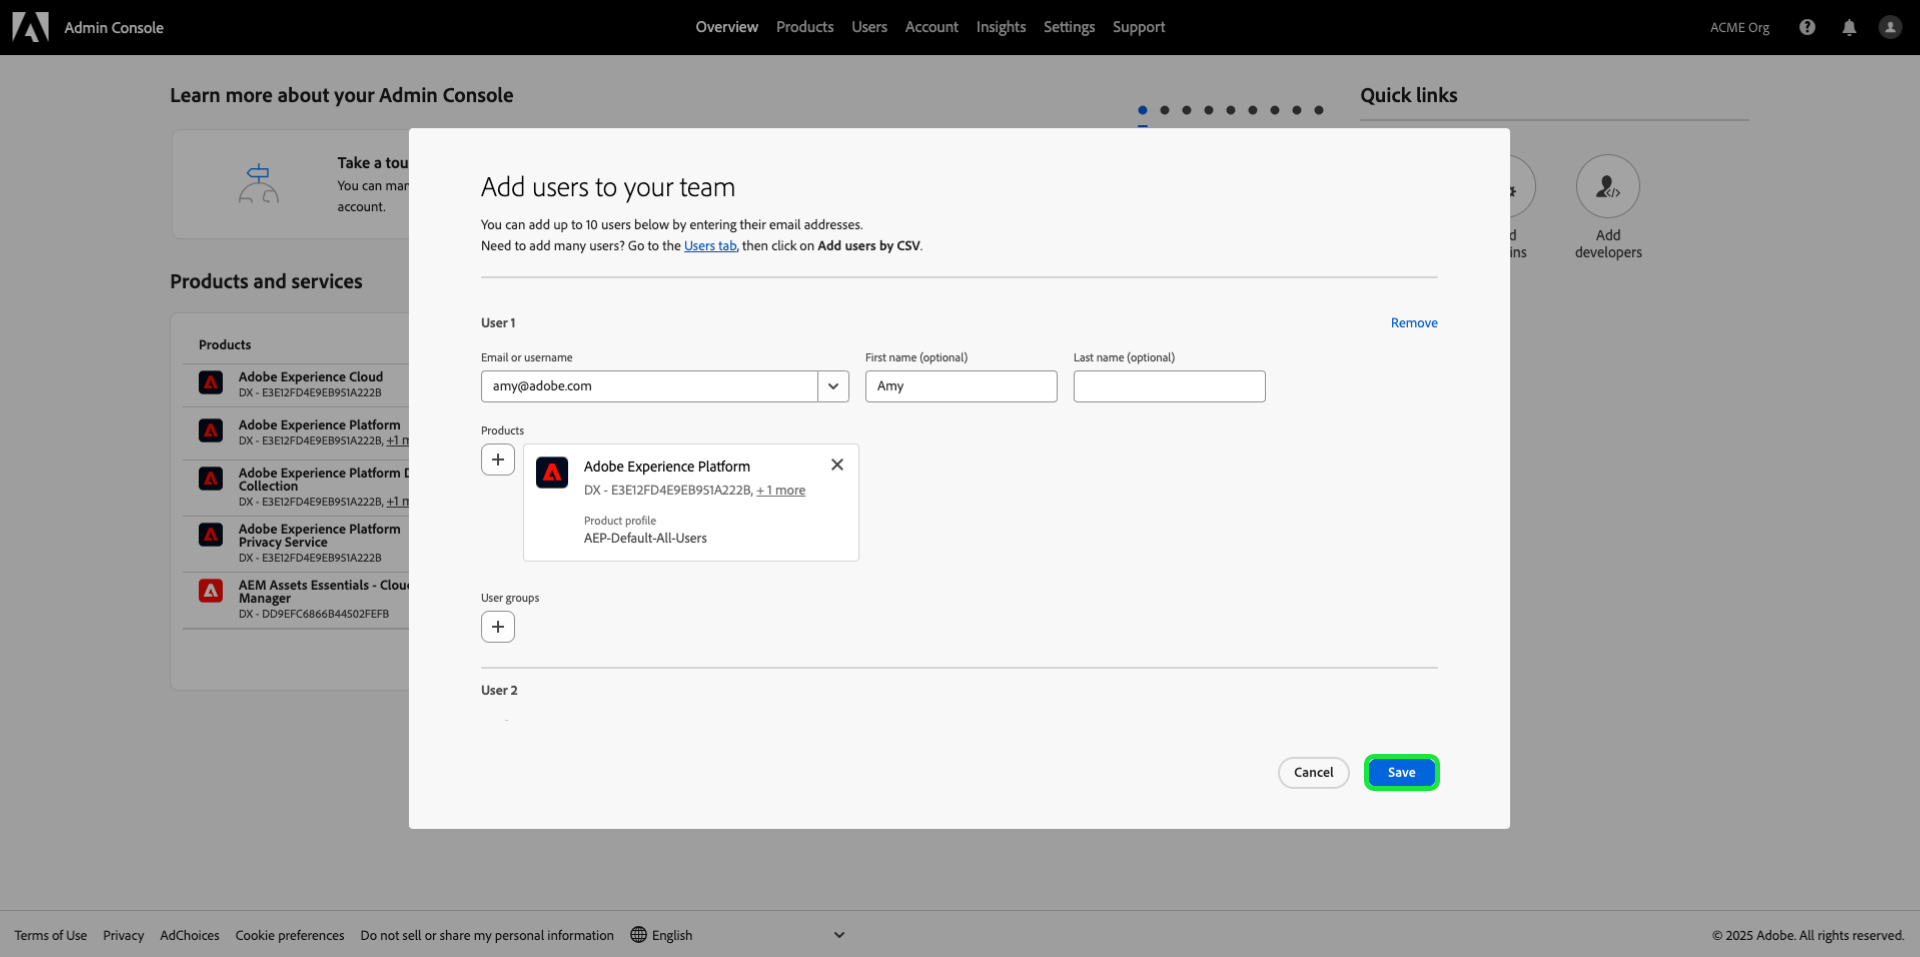 Admin Console
Overview Products Users Account Insights Settings Support
ACME Org
Learn more about your Admin Console
Quick links
Take a tou
You can mar
account.
Add
developers
d
ins
Products and services
Products
Adobe Experience Cloud
DX - E3E12FD4E9EB951A222B
Adobe Experience Platform
DX - E3E12FD4E9EB951A222B, +1 m
Adobe Experience Platform D
Collection
DX - E3E12FD4E9EB951A222B, +1 m
Adobe Experience Platform
Privacy Service
DX - E3E12FD4E9EB951A222B
AEM Assets Essentials - Clou
Manager
DX - DD9EFC6866B44502FEFB
Add users to your team
You can add up to 10 users below by entering their email addresses.
Need to add many users? Go to the Users tab, then click on Add users by CSV.
User 1
Remove
Email or username
First name (optional)
Last name (optional)
amy@adobe.com
Amy
Products
Adobe Experience Platform
DX - E3E12FD4E9EB951A222B, + 1 more
Product profile
AEP-Default-All-Users
User groups
User 2
Cancel
Save
Terms of Use Privacy AdChoices Cookie preferences Do not sell or share my personal information English
© 2025 Adobe. All rights reserved.